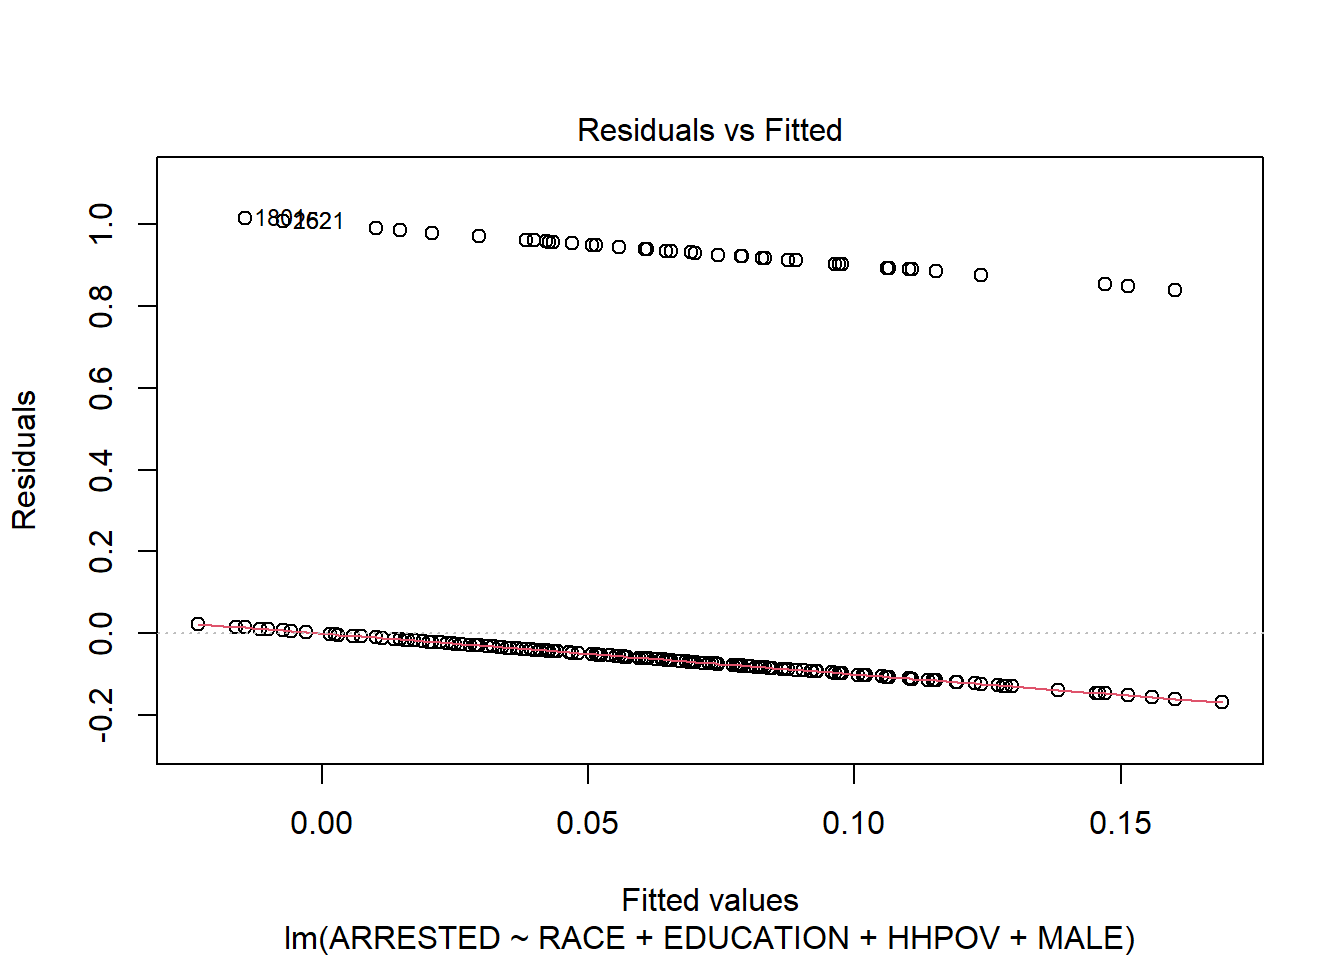 Residuals vs Fitted
Residuals
1.0
0.8
0.6
0.4
0.2
0.0
-0.2
0.00 0.05 0.10 0.15
Fitted values
lm(ARRESTED ~ RACE + EDUCATION + HHPOV + MALE)